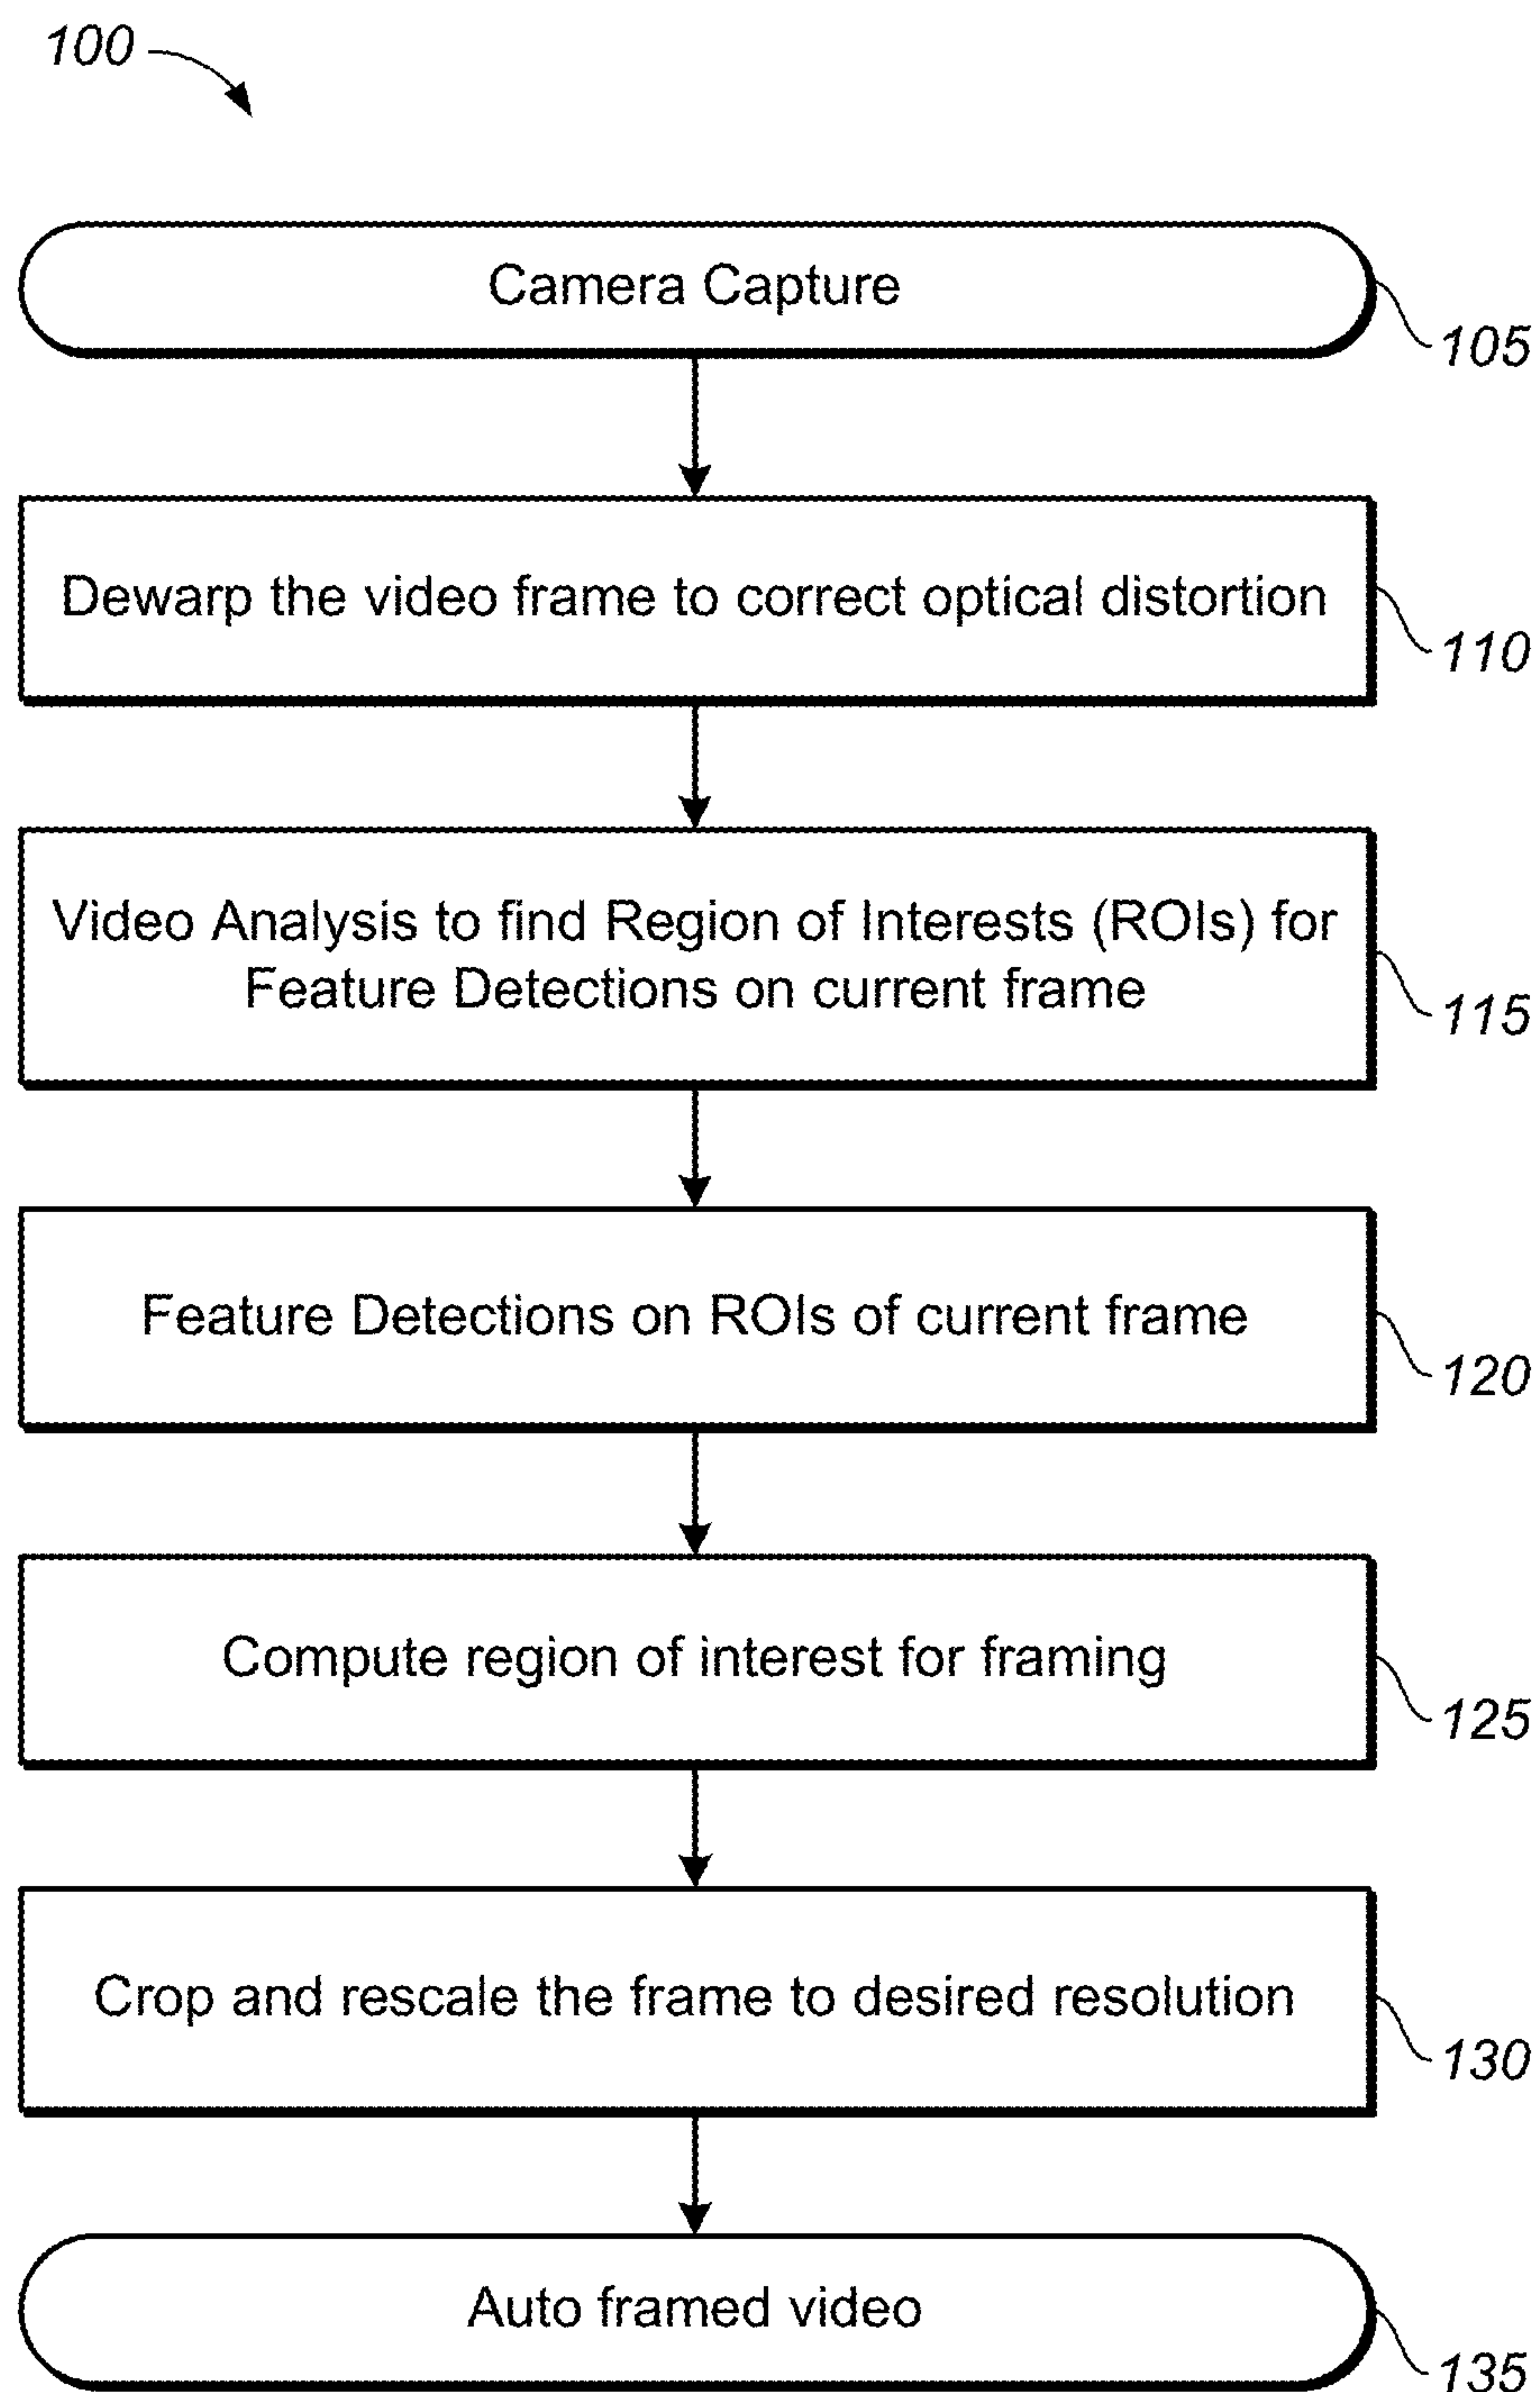 100
Camera Capture
105
Dewarp the video frame to correct optical distortion
110
Video Analysis to find Region of Interests (ROIs) for
Feature Detections on current frame
115
Feature Detections on ROIs of current frame
120
Compute region of interest for framing
125
Crop and rescale the frame to desired resolution
130
Auto framed video
135